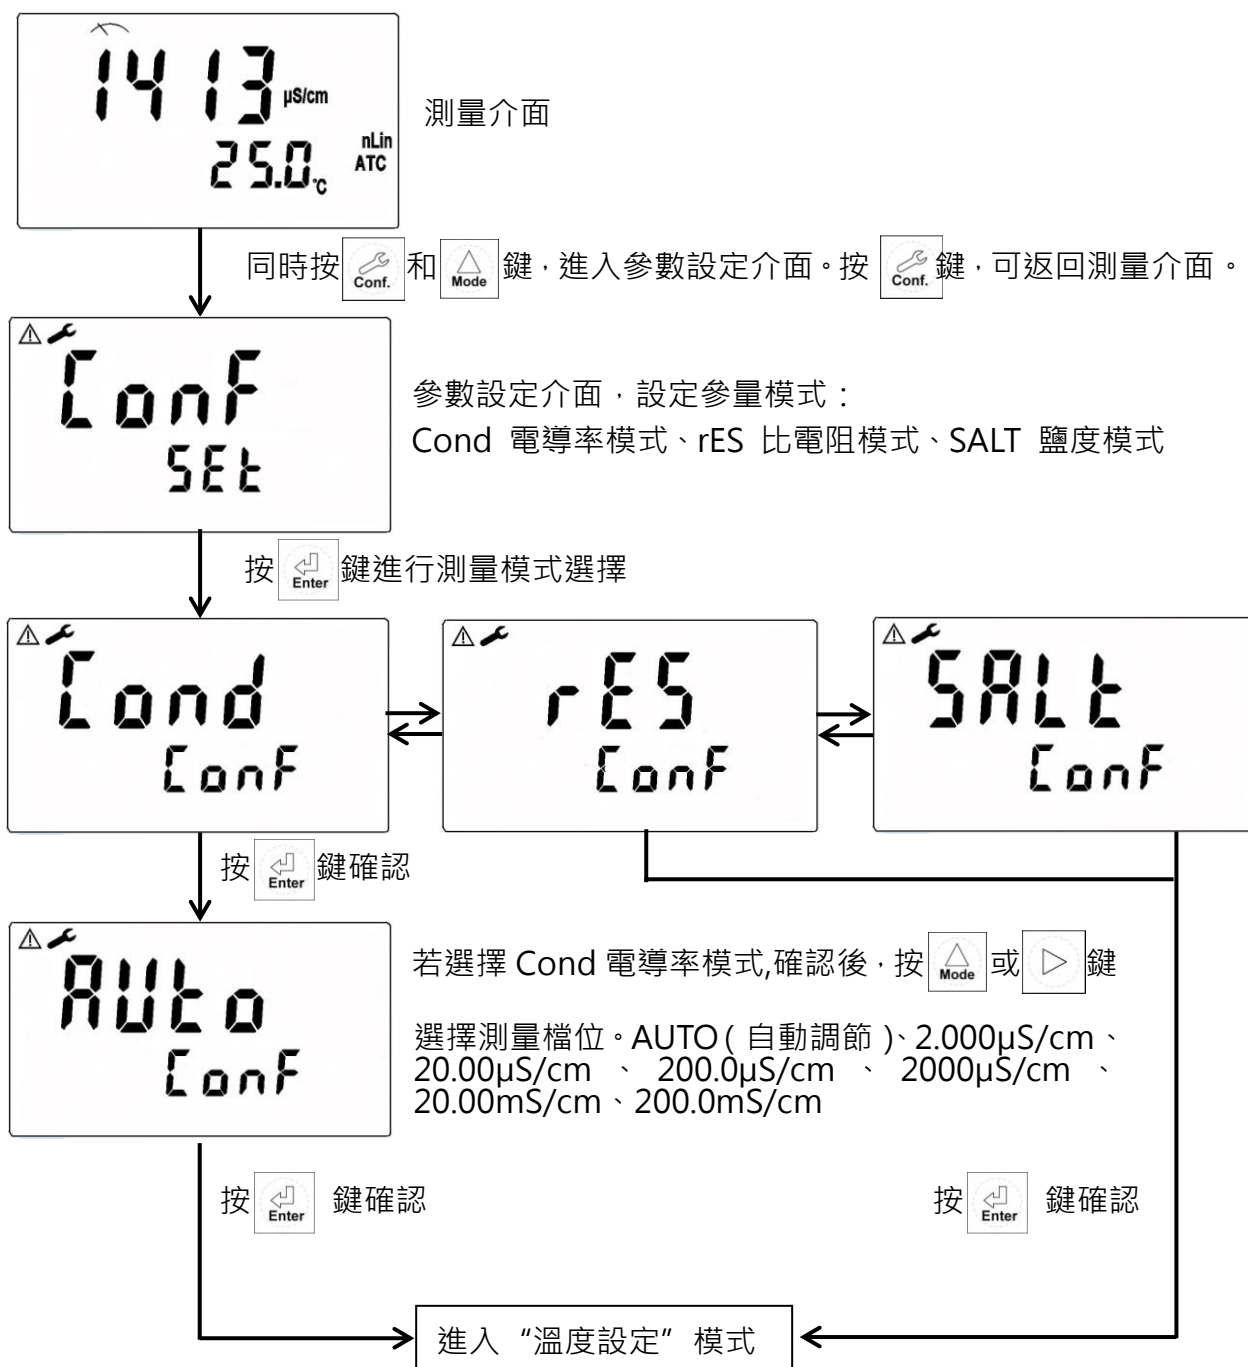 1413 μS/cm
25.0 ℃ nLin ATC
測量介面
同時按 Conf. 和 Mode 鍵，進入參數設定介面。按 Conf. 鍵，可返回測量介面。
ConF
SEt
參數設定介面，設定參量模式：
Cond 電導率模式、rES 比電阻模式、SALT 鹽度模式
按 Enter 鍵進行測量模式選擇
Cond
ConF
rES
ConF
SALt
ConF
按 Enter 鍵確認
AUto
ConF
若選擇 Cond 電導率模式,確認後，按 Mode 或 鍵
選擇測量檔位。AUTO（自動調節）、2.000μS/cm、
20.00μS/cm 、 200.0μS/cm 、 2000μS/cm 、
20.00mS/cm、200.0mS/cm
按 Enter 鍵確認
按 Enter 鍵確認
進入 “溫度設定” 模式